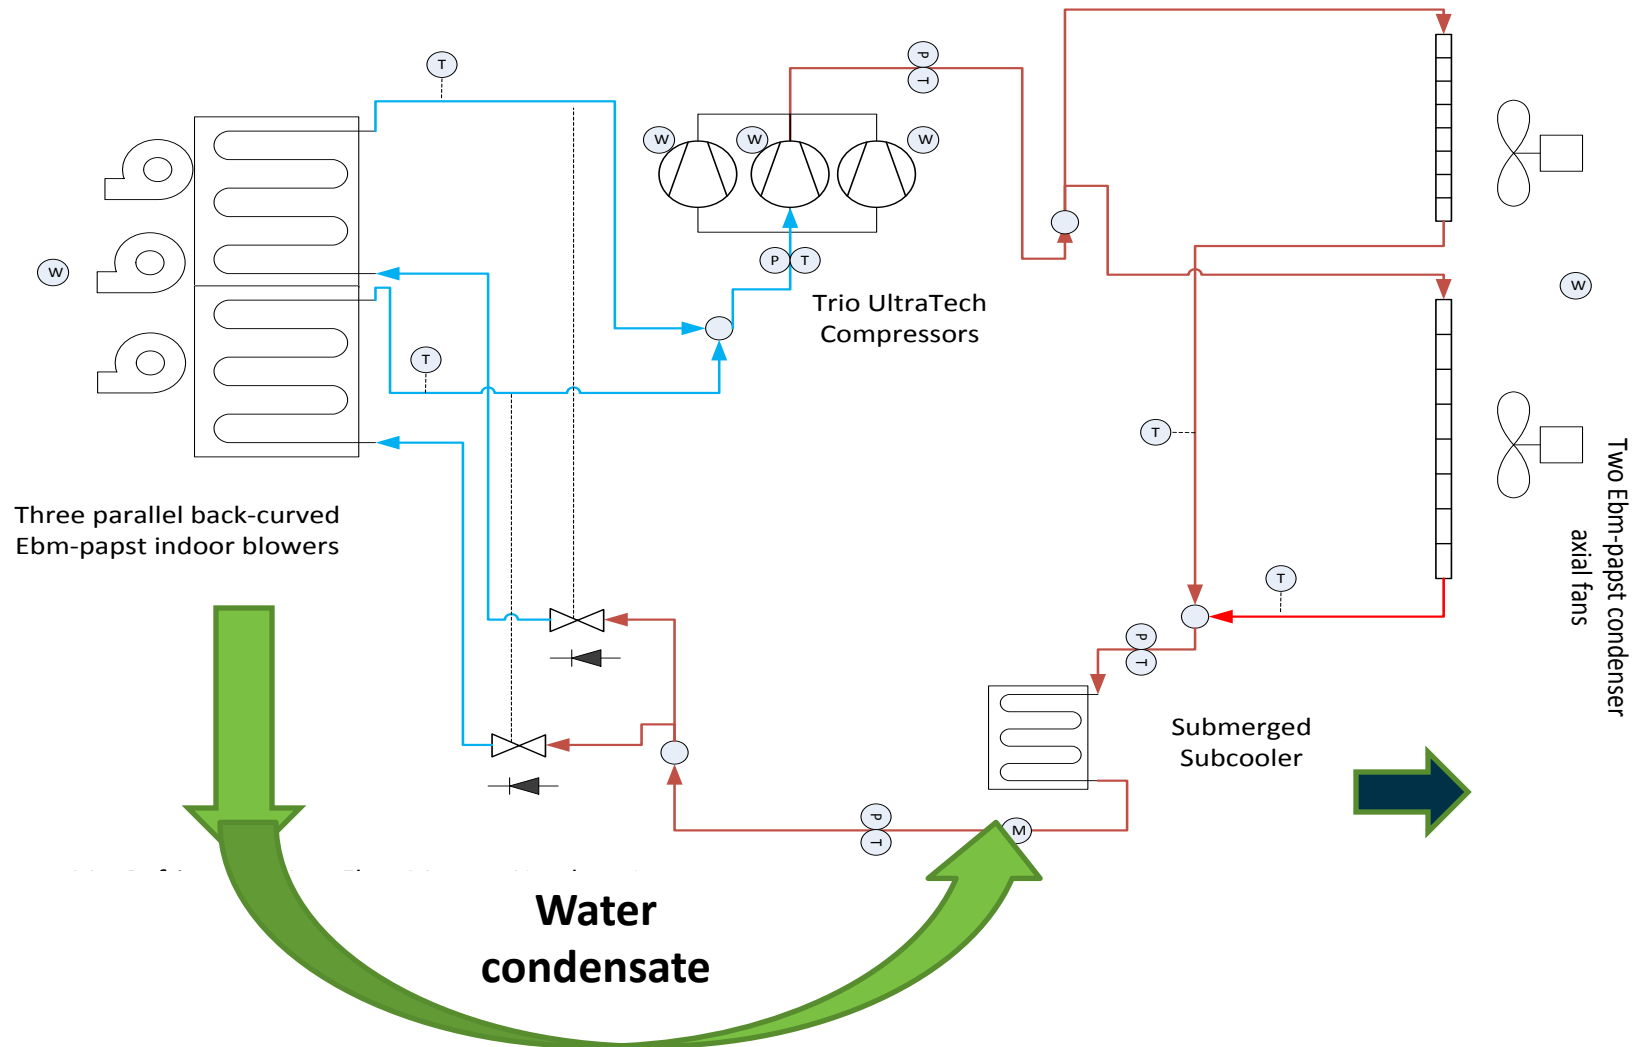 T
P
T
W
W
W
P T
Trio UltraTech
Compressors
W
W
T
T
Three parallel back-curved
Ebm-papst indoor blowers
T
P
T
Two Ebm-papst condenser
axial fans
Submerged
Subcooler
P
T
M
Water
condensate